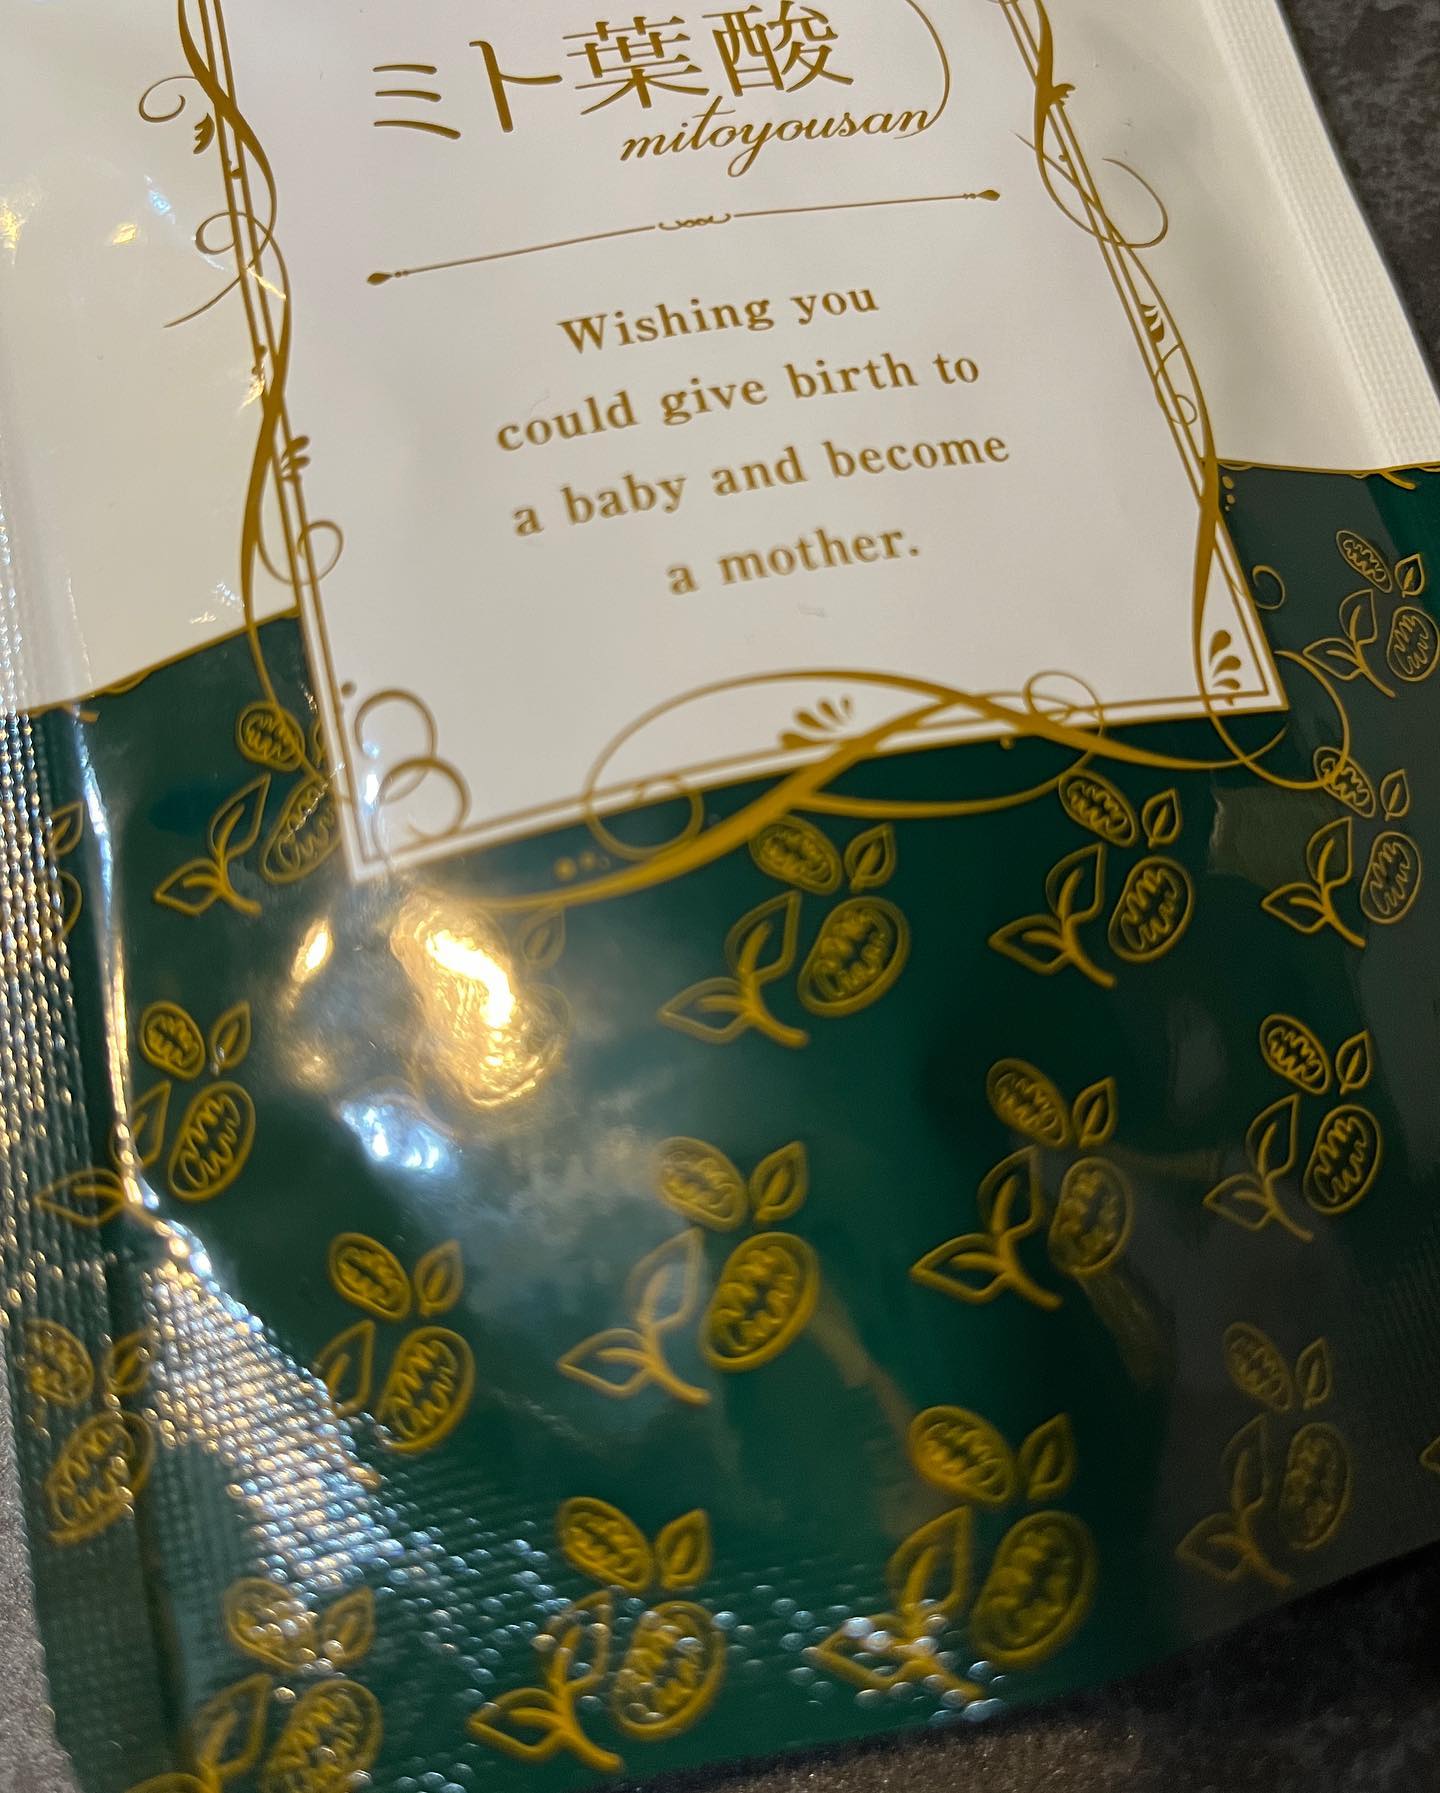 ミト葉酸
mitoyousan
Wishing you
could give birth to
a baby and become
a mother.